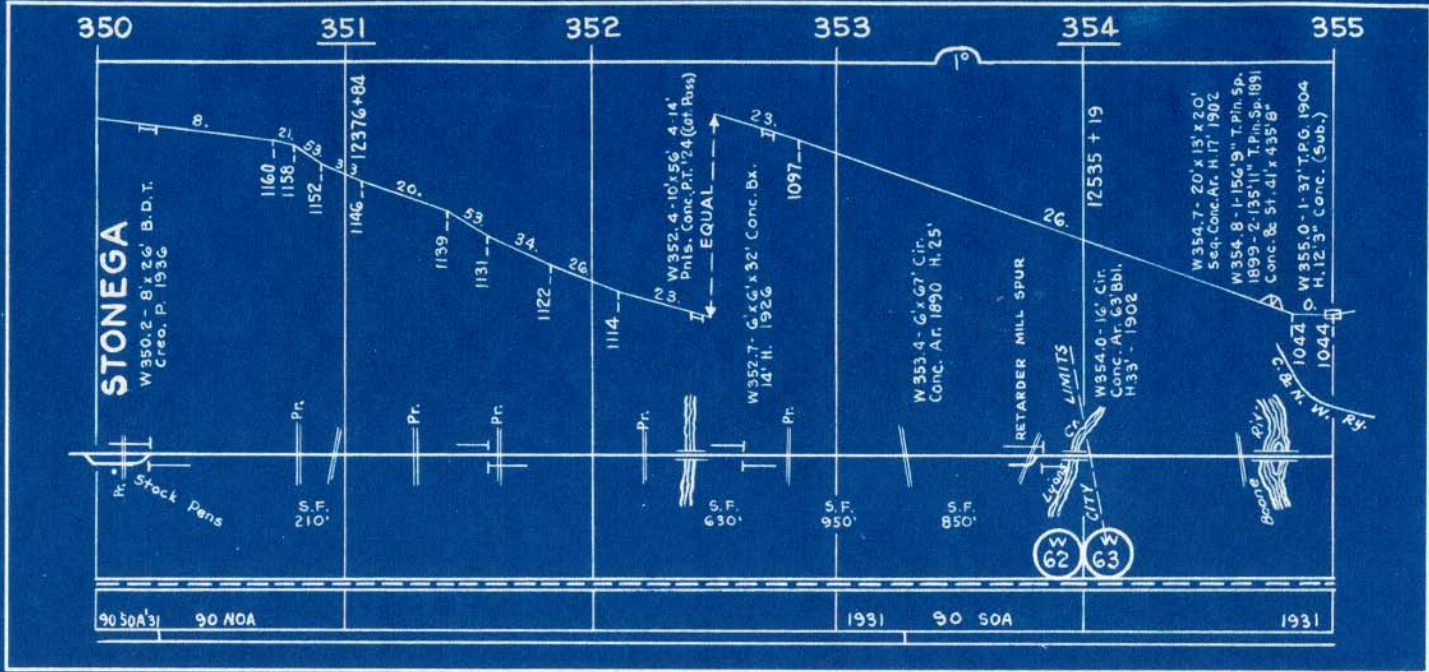 350 351 352 353 354 355
1°
8.
21.
53.
3.3
20.
53.
34.
26
23.
23.
26.
1160
1158
1152
1146
1139
1131
1122
1114
1097
1044
1044
12376+84
12535 + 19
STONEGA
W350.2 - 8' x 26' B.D.T.
Creo. P. 1936
W352.4 - 10' x 56' 4-14'
Pnls. Conc. P.T. '24 (Cat. Pass)
EQUAL
W352.7 - 6' x 6' x 32' Conc. Bx.
14' H. 1926
W353.4 - 6' x 67' Cir.
Conc. Ar. 1890 H. 25'
RETARDER MILL SPUR
W354.0 - 16' Cir.
Conc. Ar. 63' Bbl.
H.33' - 1902
W354.7 - 20' x 13' x 20'
Seg. Conc. Ar. H. 17' 1902
W354.8 - 1-156'9" T. Pin. Sp.
1899 - 2-135'11" T. Pin. Sp. 1891
Conc. & St. 41' x 435'8"
W355.0 - 1-37' T.P.G. 1904
H. 12'3" Conc. (Sub.)
C. & N. W. Ry.
Pr.
Stock Pens
Pr.
Pr.
Pr.
Pr.
Pr.
Lyons Cr.
CITY LIMITS
Boone Riv.
S.F.
210'
S.F.
630'
S.F.
950'
S.F.
850'
W
62
W
63
90 SOA'31 90 NOA 1931 90 SOA 1931